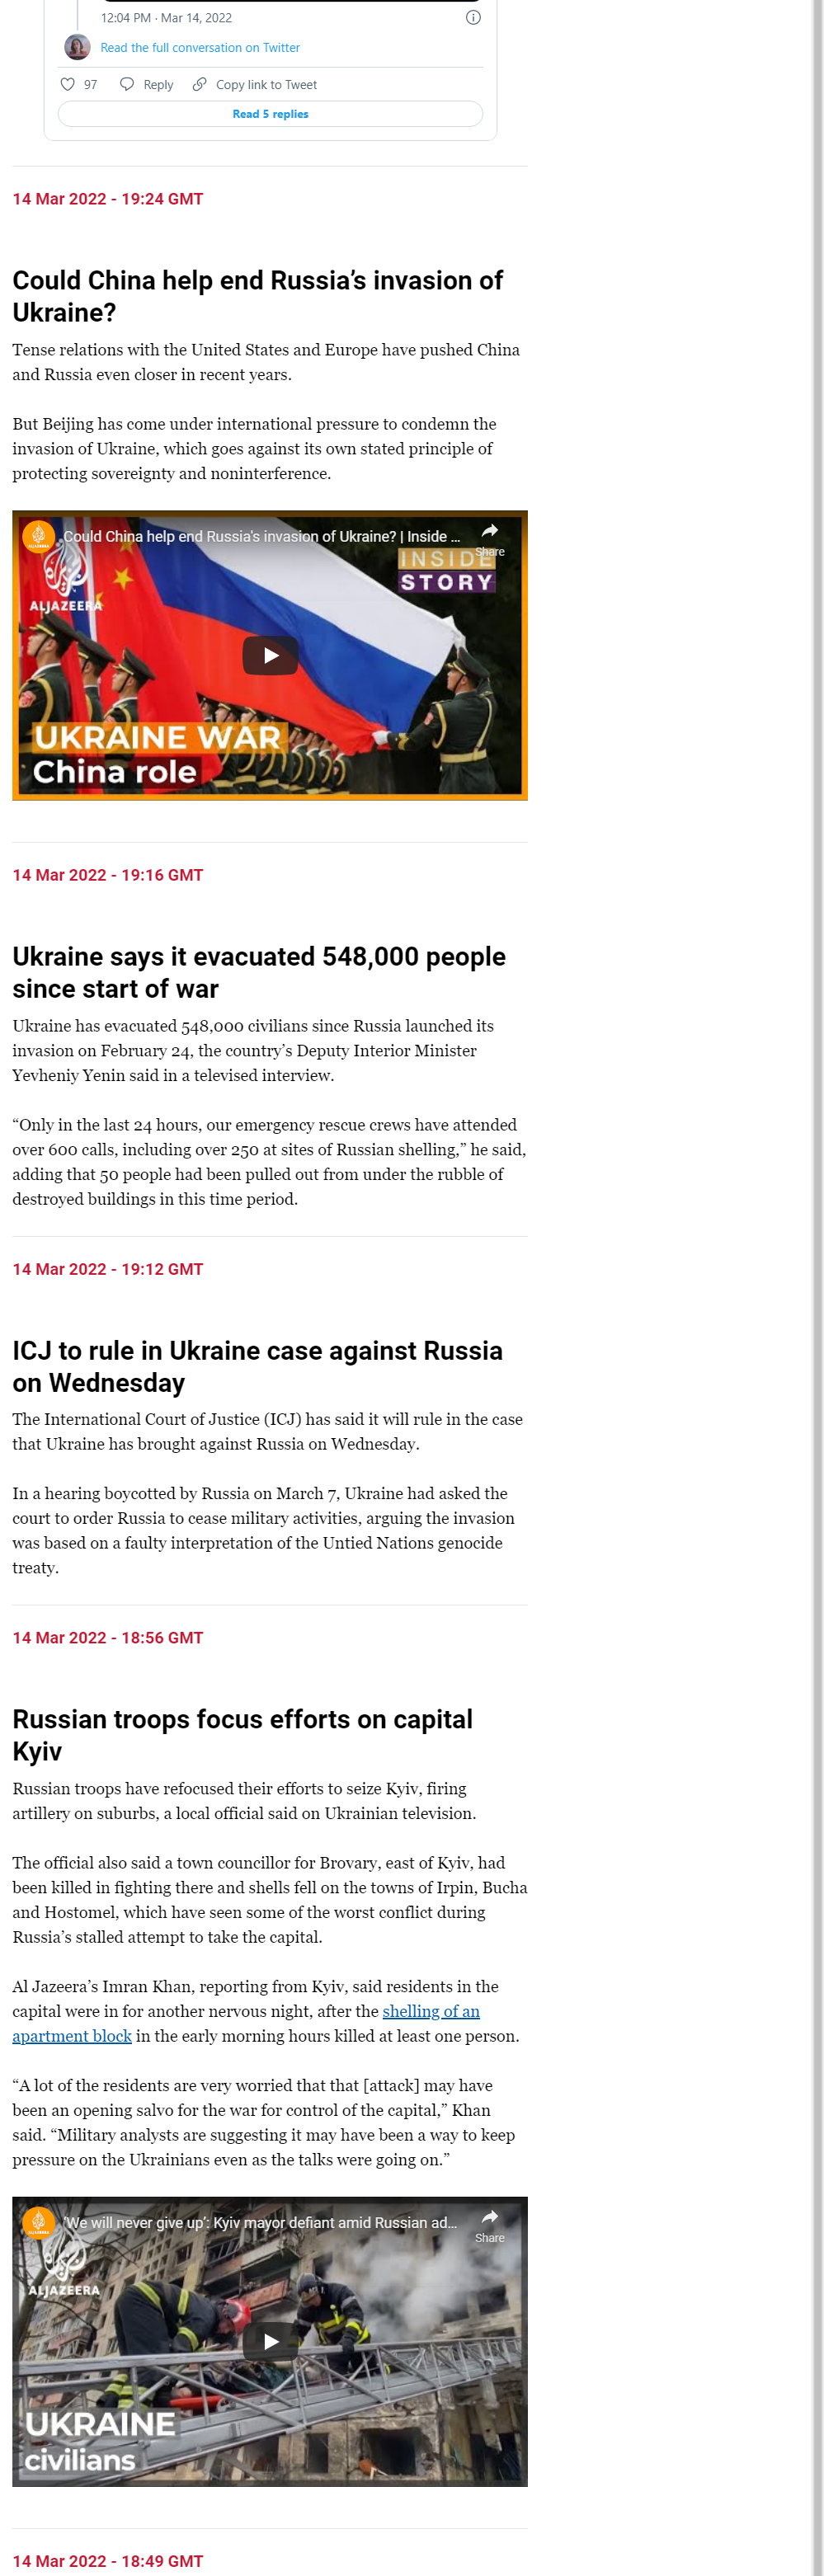 12:04 PM · Mar 14, 2022
Read the full conversation on Twitter
97 Reply Copy link to Tweet
Read 5 replies
14 Mar 2022 - 19:24 GMT
Could China help end Russia’s invasion of
Ukraine?
Tense relations with the United States and Europe have pushed China
and Russia even closer in recent years.
But Beijing has come under international pressure to condemn the
invasion of Ukraine, which goes against its own stated principle of
protecting sovereignty and noninterference.
Could China help end Russia's invasion of Ukraine? | Inside ...
Share
INSIDE
STORY
ALJAZEERA
UKRAINE WAR
China role
14 Mar 2022 - 19:16 GMT
Ukraine says it evacuated 548,000 people
since start of war
Ukraine has evacuated 548,000 civilians since Russia launched its
invasion on February 24, the country’s Deputy Interior Minister
Yevheniy Yenin said in a televised interview.
“Only in the last 24 hours, our emergency rescue crews have attended
over 600 calls, including over 250 at sites of Russian shelling,” he said,
adding that 50 people had been pulled out from under the rubble of
destroyed buildings in this time period.
14 Mar 2022 - 19:12 GMT
ICJ to rule in Ukraine case against Russia
on Wednesday
The International Court of Justice (ICJ) has said it will rule in the case
that Ukraine has brought against Russia on Wednesday.
In a hearing boycotted by Russia on March 7, Ukraine had asked the
court to order Russia to cease military activities, arguing the invasion
was based on a faulty interpretation of the Untied Nations genocide
treaty.
14 Mar 2022 - 18:56 GMT
Russian troops focus efforts on capital
Kyiv
Russian troops have refocused their efforts to seize Kyiv, firing
artillery on suburbs, a local official said on Ukrainian television.
The official also said a town councillor for Brovary, east of Kyiv, had
been killed in fighting there and shells fell on the towns of Irpin, Bucha
and Hostomel, which have seen some of the worst conflict during
Russia’s stalled attempt to take the capital.
Al Jazeera’s Imran Khan, reporting from Kyiv, said residents in the
capital were in for another nervous night, after the shelling of an
apartment block in the early morning hours killed at least one person.
“A lot of the residents are very worried that that [attack] may have
been an opening salvo for the war for control of the capital,” Khan
said. “Military analysts are suggesting it may have been a way to keep
pressure on the Ukrainians even as the talks were going on.”
‘We will never give up’: Kyiv mayor defiant amid Russian ad...
Share
ALJAZEERA
UKRAINE
civilians
14 Mar 2022 - 18:49 GMT